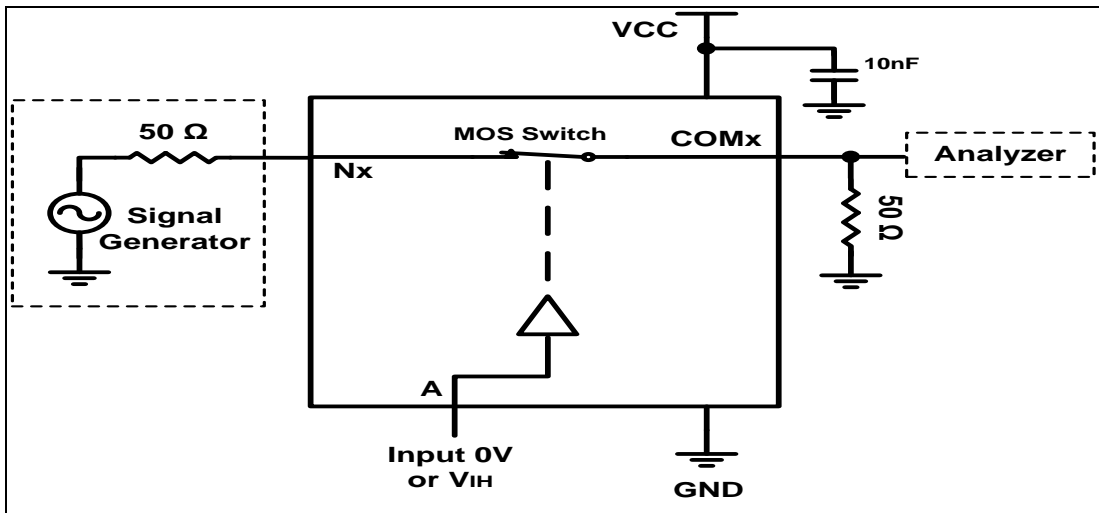 VCC
10nF
50 Ω
MOS Switch
COMx
Analyzer
Nx
Signal
Generator
50 Ω
A
Input 0V
or VIH
GND